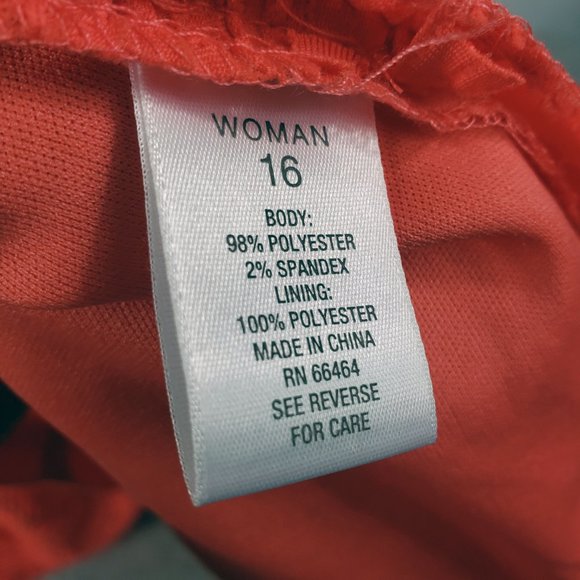 WOMAN
16
BODY:
98% POLYESTER
2% SPANDEX
LINING:
100% POLYESTER
MADE IN CHINA
RN 66464
SEE REVERSE
FOR CARE